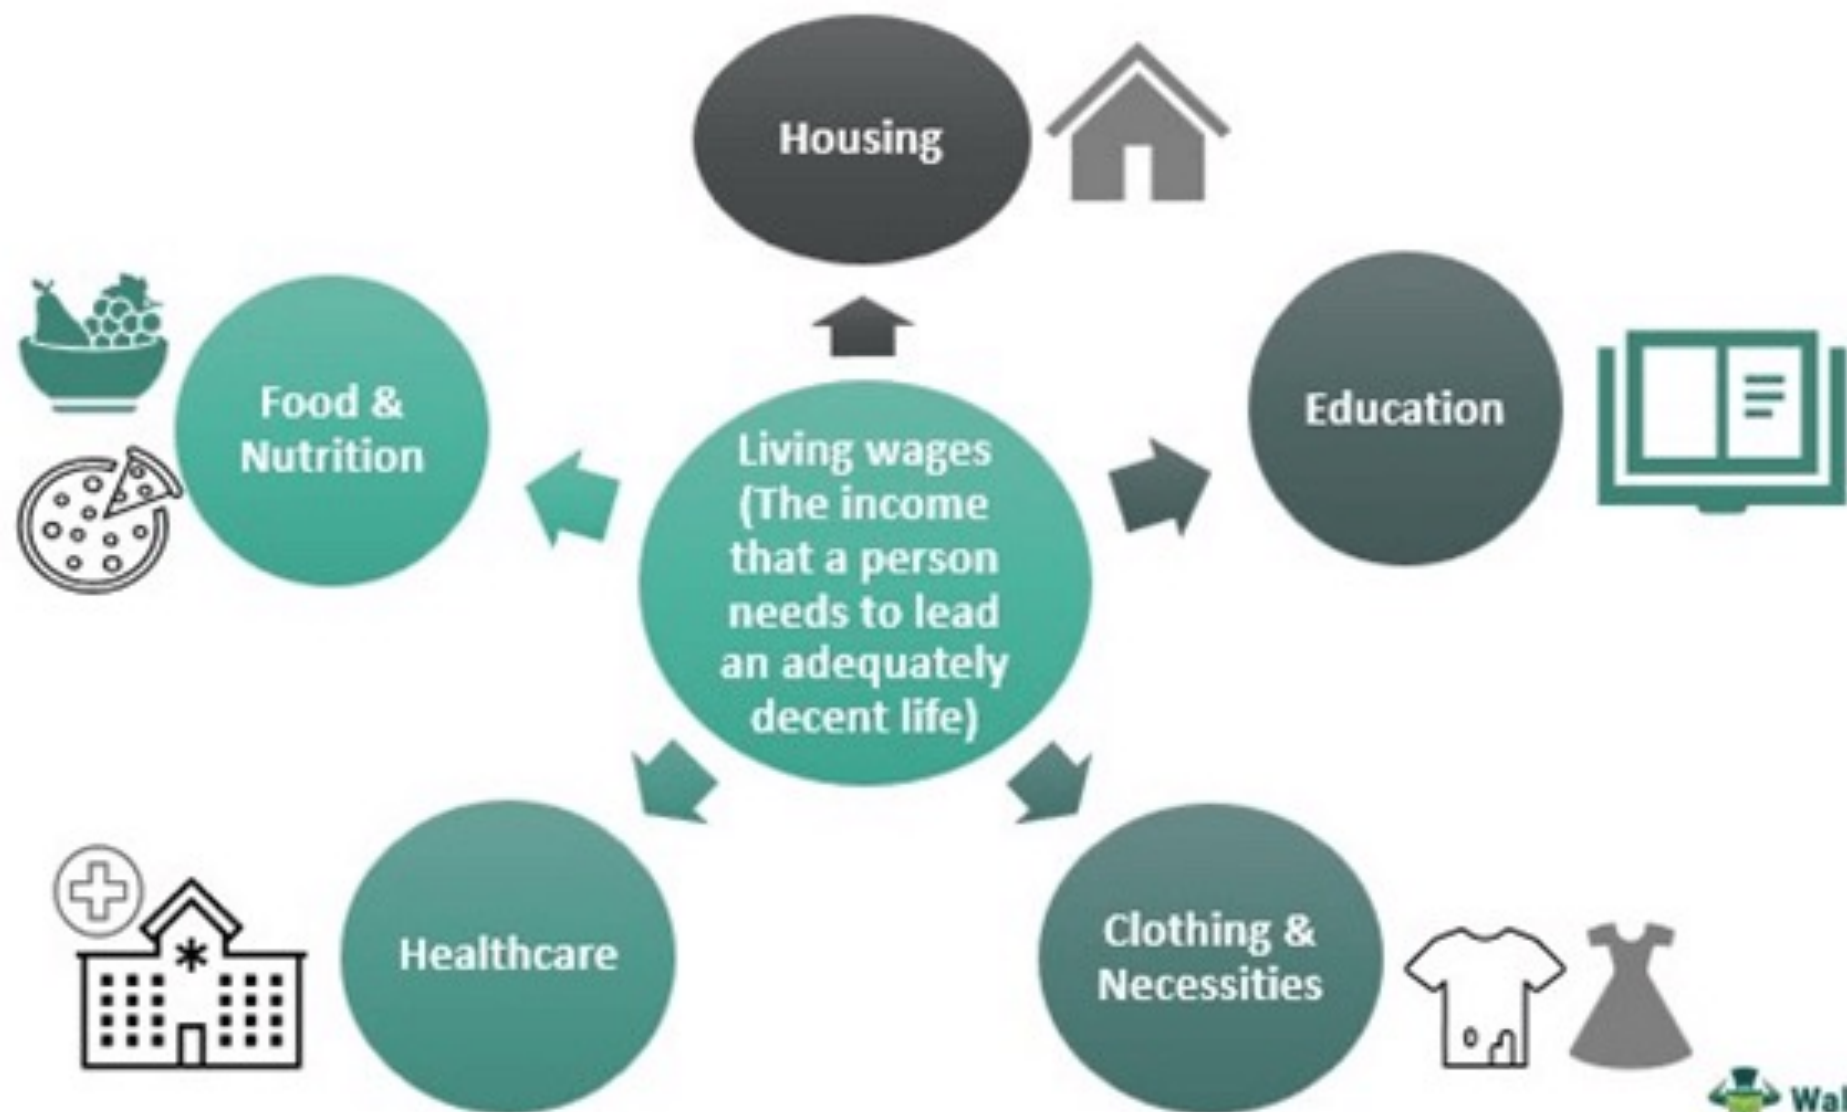 Housing
Food &
Nutrition
Education
Living wages
(The income
that a person
needs to lead
an adequately
decent life)
Healthcare
Clothing &
Necessities